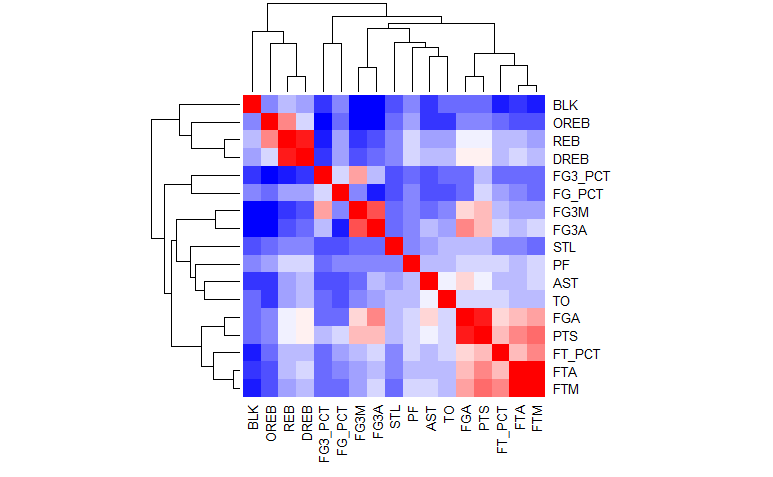 BLK
OREB
REB
DREB
FG3_PCT
FG_PCT
FG3M
FG3A
STL
PF
AST
TO
FGA
PTS
FT_PCT
FTA
FTM
BLK
OREB
REB
DREB
FG3_PCT
FG_PCT
FG3M
FG3A
STL
PF
AST
TO
FGA
PTS
FT_PCT
FTA
FTM